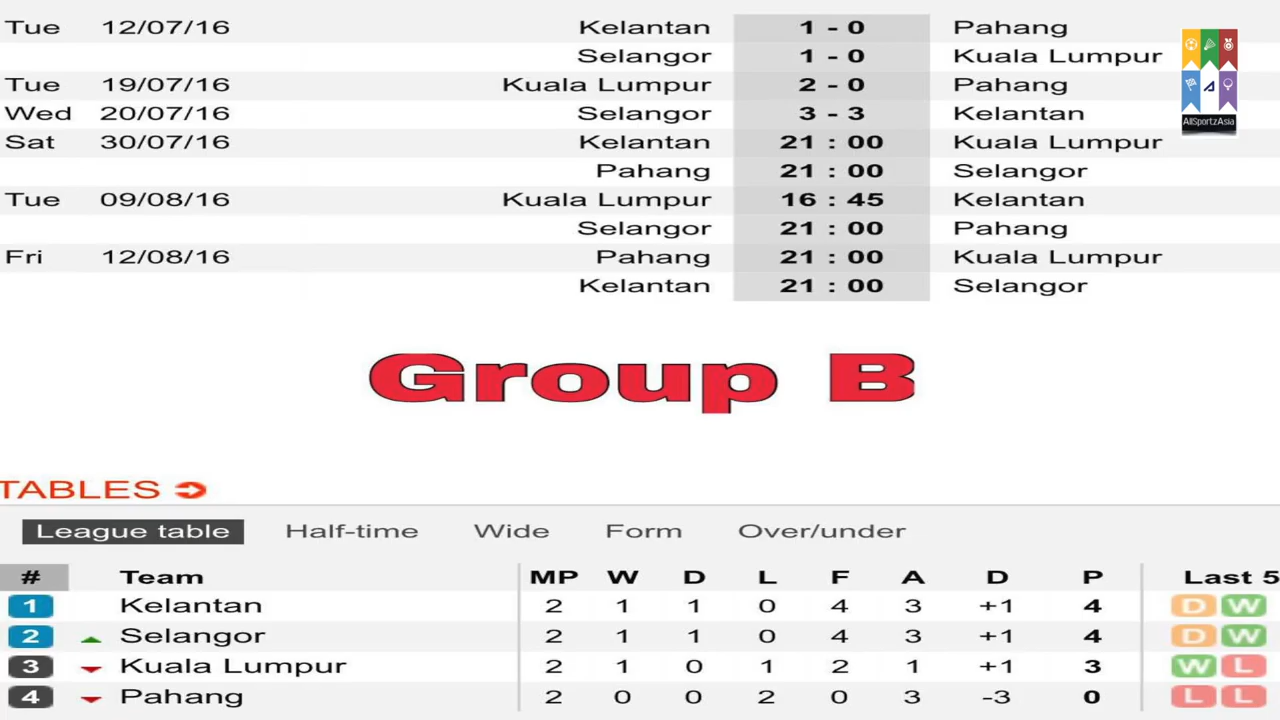 Tue 12/07/16 Kelantan 1 - 0 Pahang
Selangor 1 - 0 Kuala Lumpur
Tue 19/07/16 Kuala Lumpur 2 - 0 Pahang
Wed 20/07/16 Selangor 3 - 3 Kelantan
Sat 30/07/16 Kelantan 21 : 00 Kuala Lumpur
Pahang 21 : 00 Selangor
Tue 09/08/16 Kuala Lumpur 16 : 45 Kelantan
Selangor 21 : 00 Pahang
Fri 12/08/16 Pahang 21 : 00 Kuala Lumpur
Kelantan 21 : 00 Selangor
AllSportzAsia
Group B
TABLES
League table Half-time Wide Form Over/under
# Team MP W D L F A D P Last 5
1 Kelantan 2 1 1 0 4 3 +1 4 D W
2 Selangor 2 1 1 0 4 3 +1 4 D W
3 Kuala Lumpur 2 1 0 1 2 1 +1 3 W L
4 Pahang 2 0 0 2 0 3 -3 0 L L